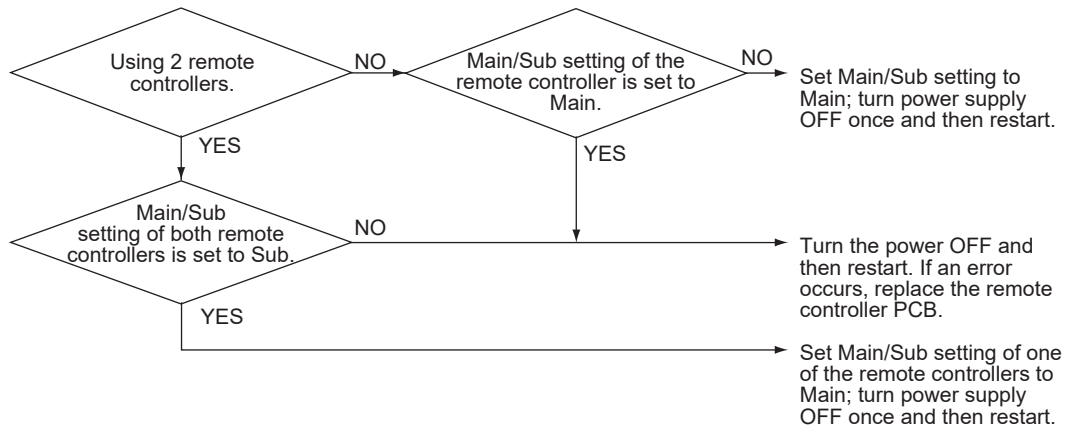 Using 2 remote
controllers.
NO
Main/Sub setting of the
remote controller is set to
Main.
NO
Set Main/Sub setting to
Main; turn power supply
OFF once and then restart.
YES
YES
Main/Sub
setting of both remote
controllers is set to Sub.
NO
Turn the power OFF and
then restart. If an error
occurs, replace the remote
controller PCB.
YES
Set Main/Sub setting of one
of the remote controllers to
Main; turn power supply
OFF once and then restart.